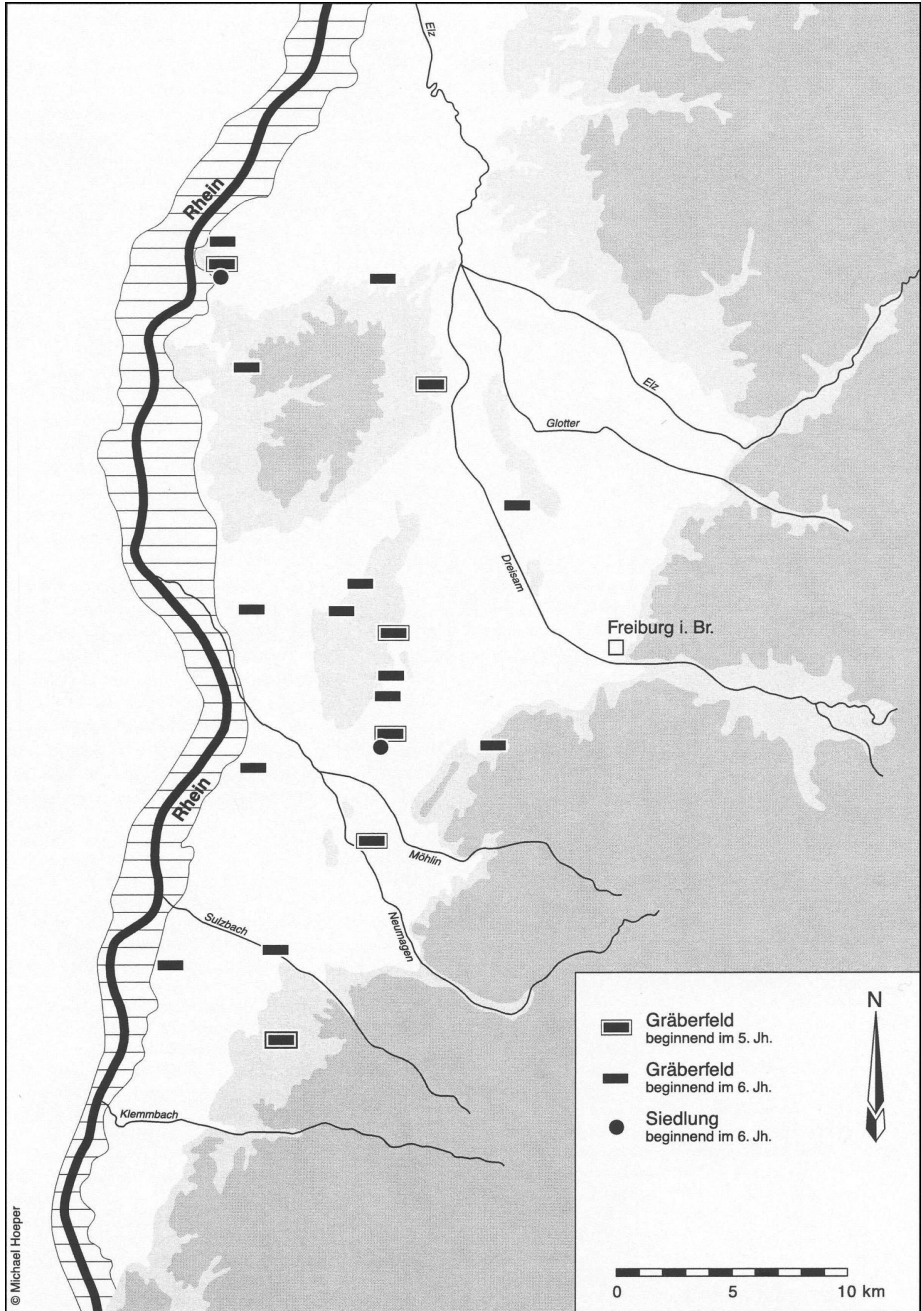 Elz
Rhein
Elz
Glotter
Dreisam
Freiburg i. Br.
Rhein
Möhlin
Sulzbach
Neumagen
Klemmbach
N
Gräberfeld
beginnend im 5. Jh.
Gräberfeld
beginnend im 6. Jh.
Siedlung
beginnend im 6. Jh.
0 5 10 km
© Michael Hoeper